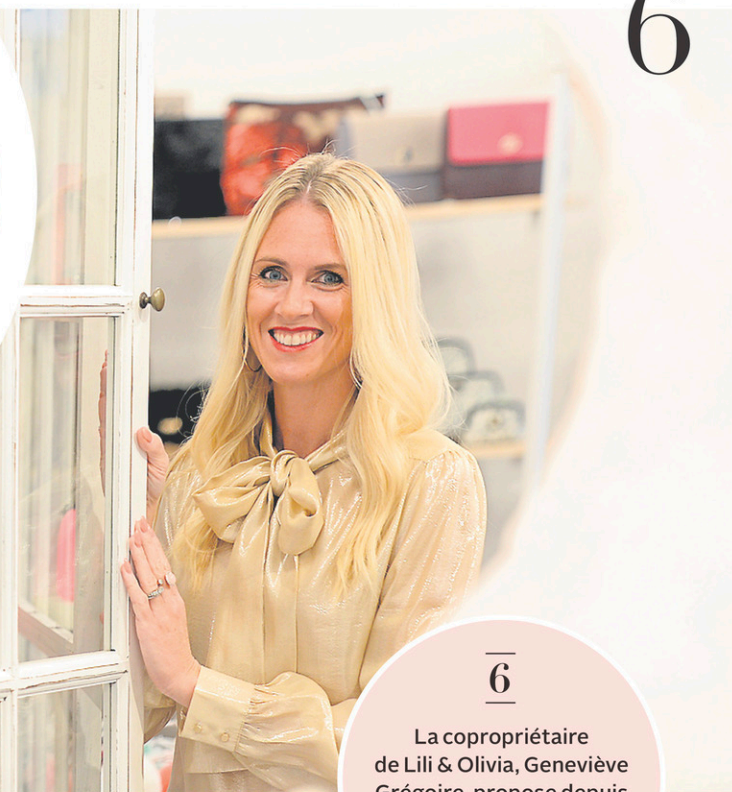 6
6
La copropriétaire
de Lili & Olivia, Geneviève
Grégoire, propose depuis